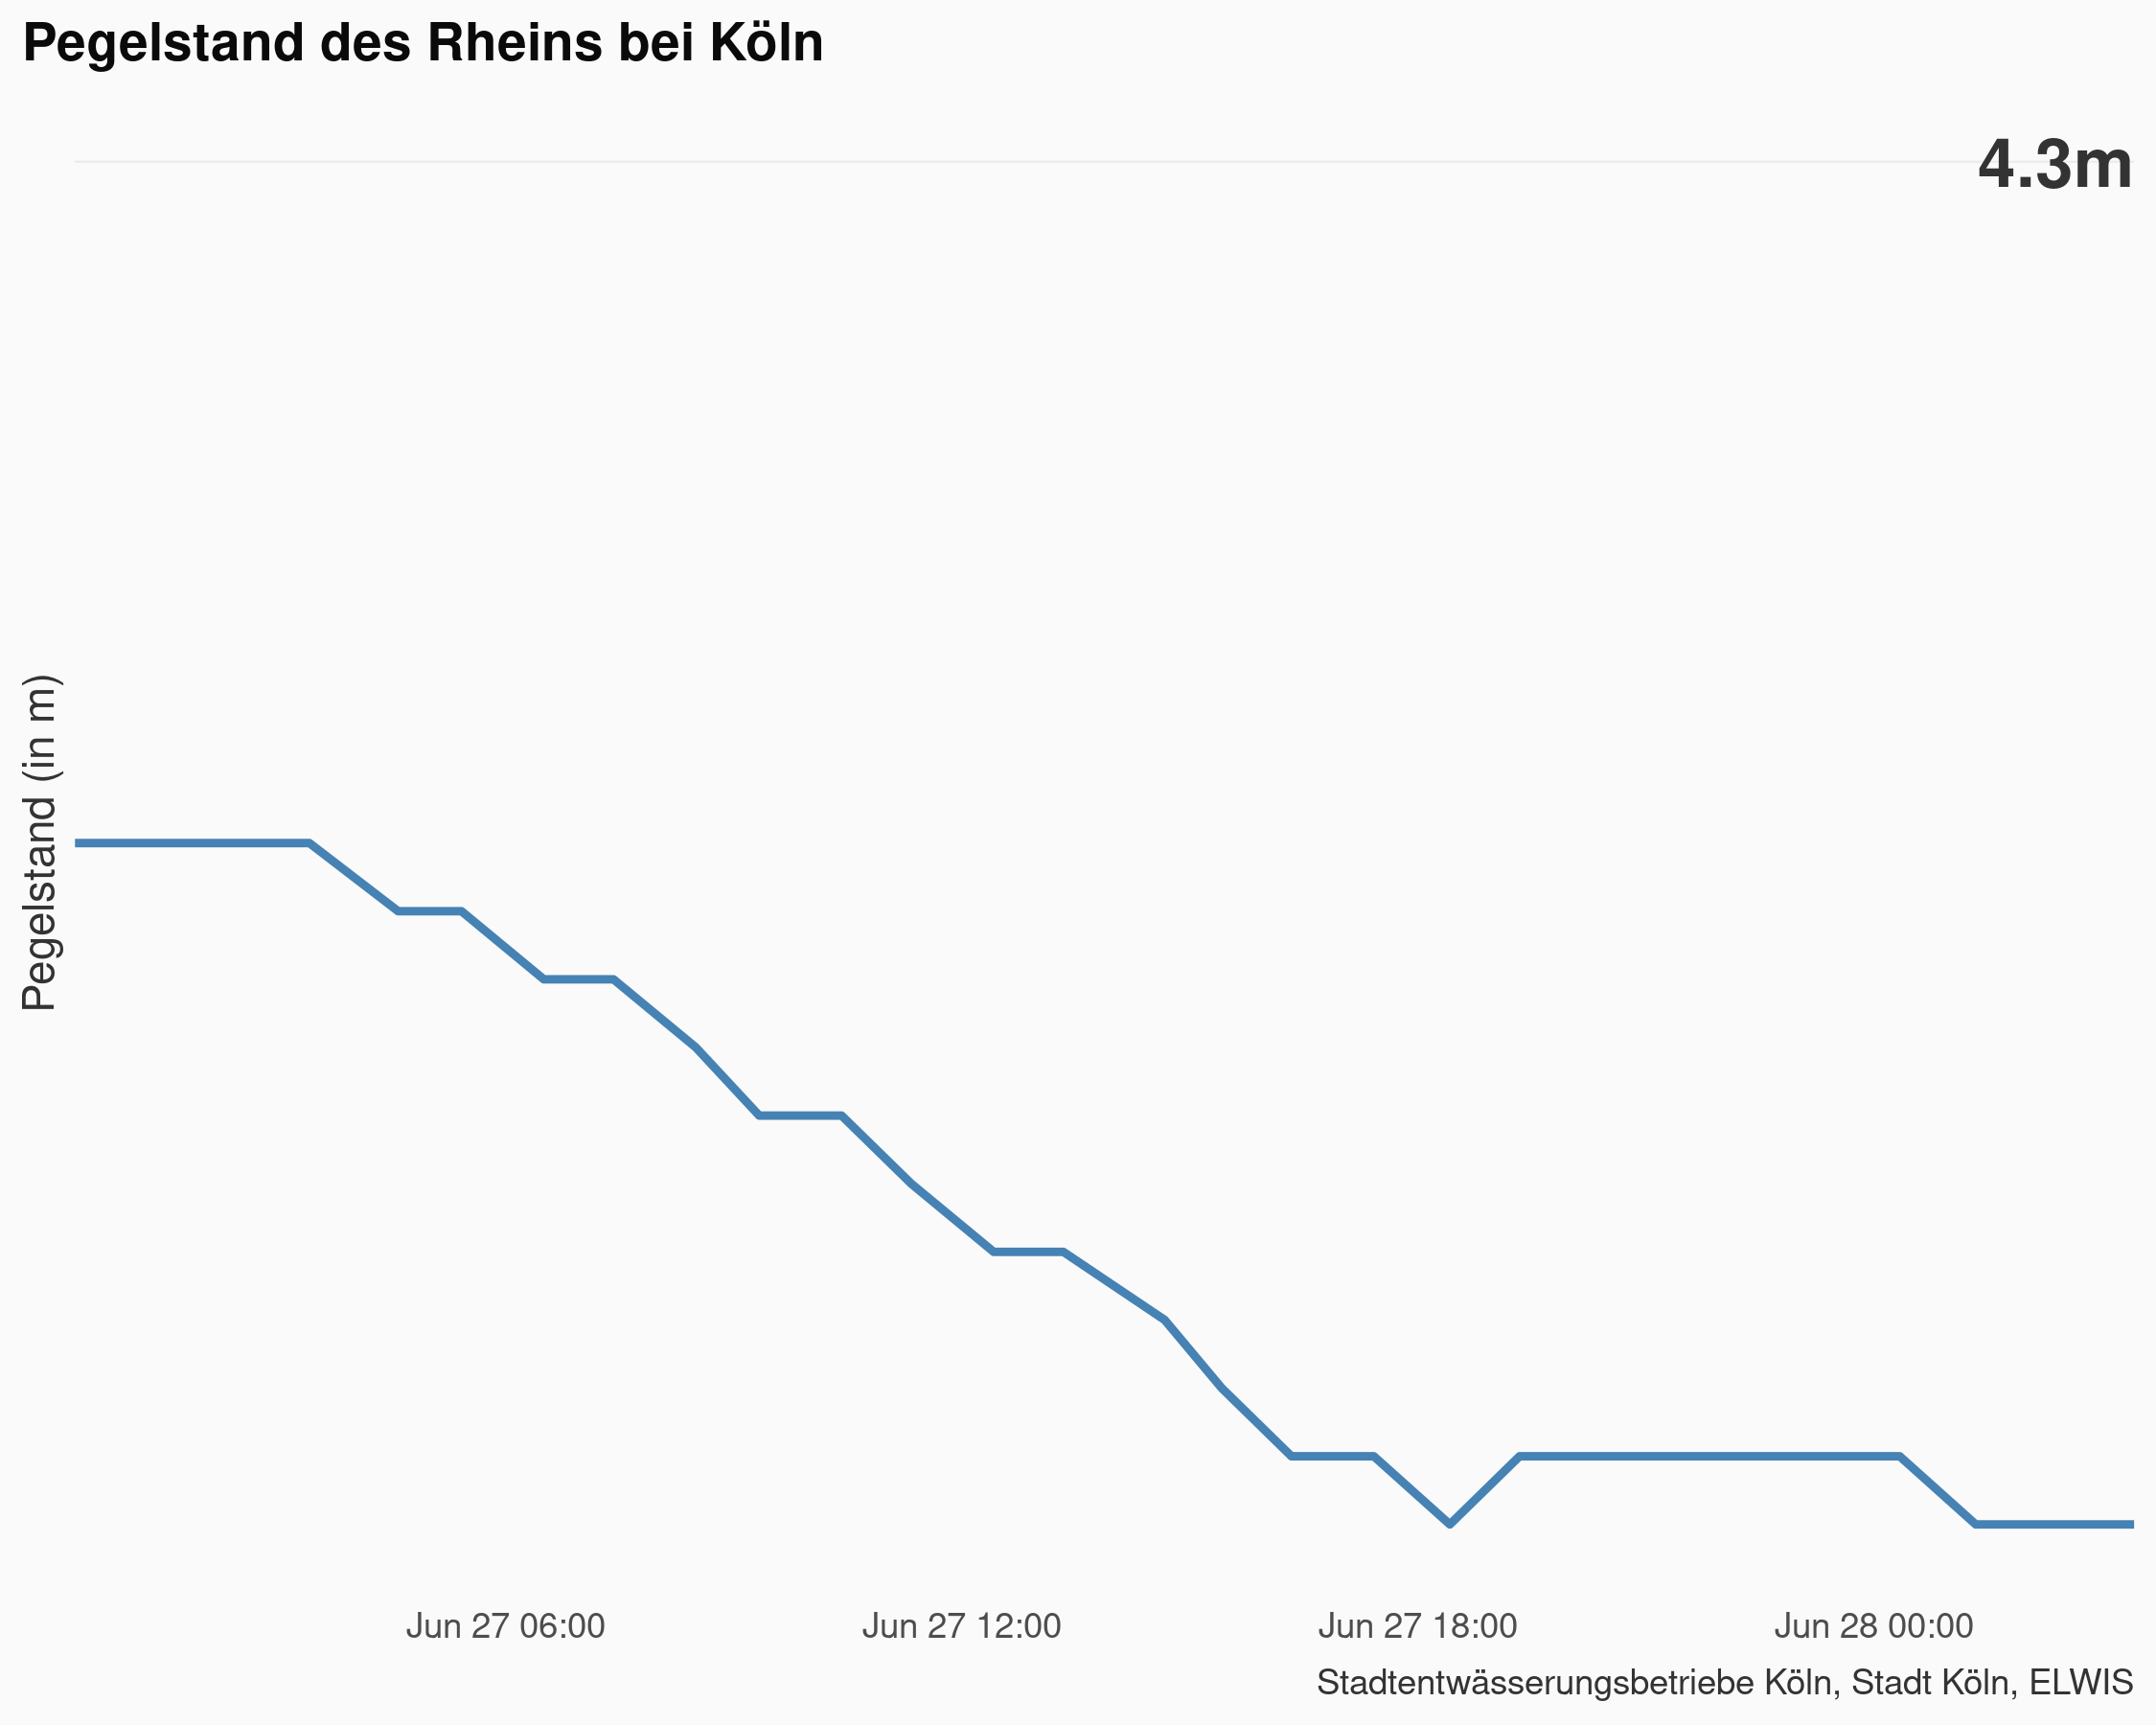 Pegelstand des Rheins bei Köln
4.3m
Pegelstand (in m)
Jun 27 06:00
Jun 27 12:00
Jun 27 18:00
Jun 28 00:00
Stadtentwässerungsbetriebe Köln, Stadt Köln, ELWIS